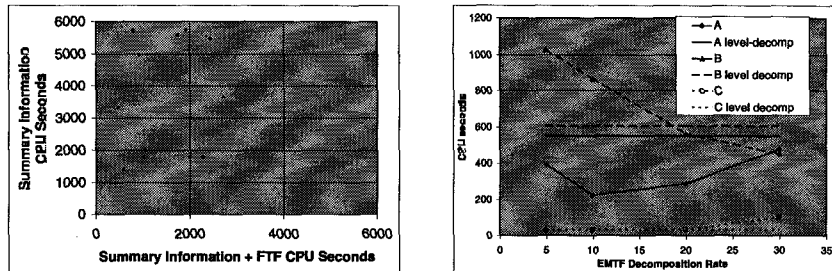 6000
5000
4000
3000
2000
1000
0
0 2000 4000 6000
Summary Information
CPU Seconds
Summary Information + FTF CPU Seconds
1200
1000
800
600
400
200
0
0 5 10 15 20 25 30 35
CPU seconds
EMTF Decomposition Rate
A
A level-decomp
B
B level decomp
C
C level decomp